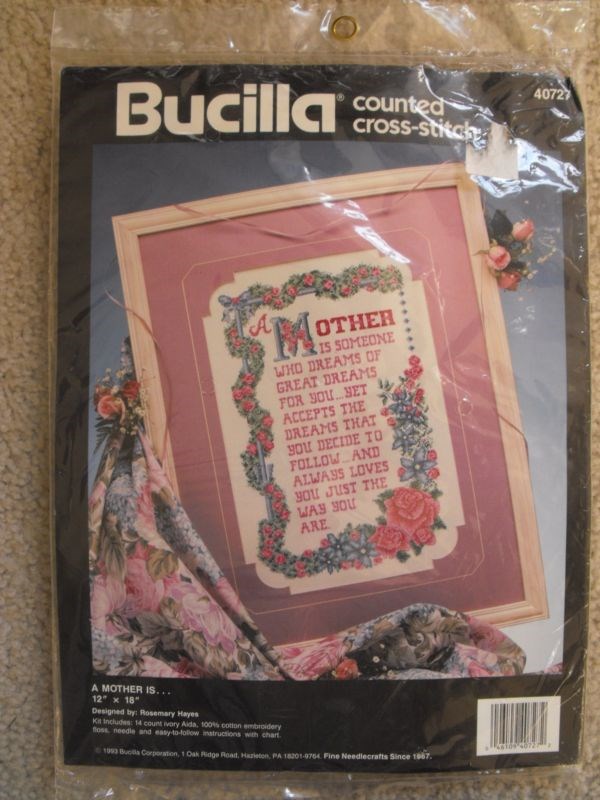 Bucilla® counted
cross-stitch
40727
A MOTHER
IS SOMEONE
WHO DREAMS OF
GREAT DREAMS
FOR YOU...YET
ACCEPTS THE
DREAMS THAT
YOU DECIDE TO
FOLLOW...AND
ALWAYS LOVES
YOU JUST THE
WAY YOU
ARE.
A MOTHER IS...
12" × 18"
Designed by: Rosemary Hayes
Kit Includes: 14 count ivory Aida, 100% cotton embroidery
floss, needle and easy-to-follow instructions with chart.
© 1993 Bucilla Corporation, 1 Oak Ridge Road, Hazleton, PA 18201-9764. Fine Needlecrafts Since 1867.
46109 40727